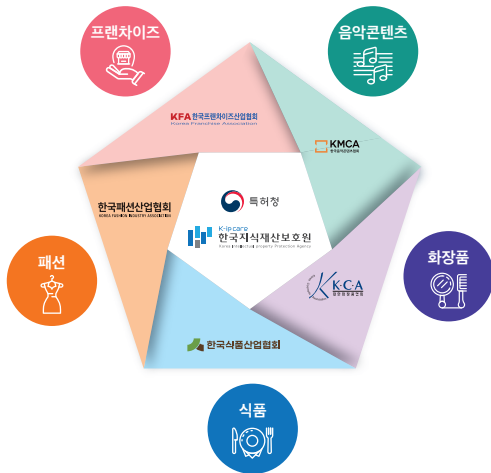 프랜차이즈
음악콘텐츠
KFA 한국프랜차이즈산업협회
Korea Franchise Association
KMCA
한국패션산업협회
KOREA FASHION INDUSTRY ASSOCIATION
특허청
K-ip care
한국지식재산보호원
Korea Intellectual Property Protection Agency
패션
화장품
K·C·A
한국식품산업협회
식품